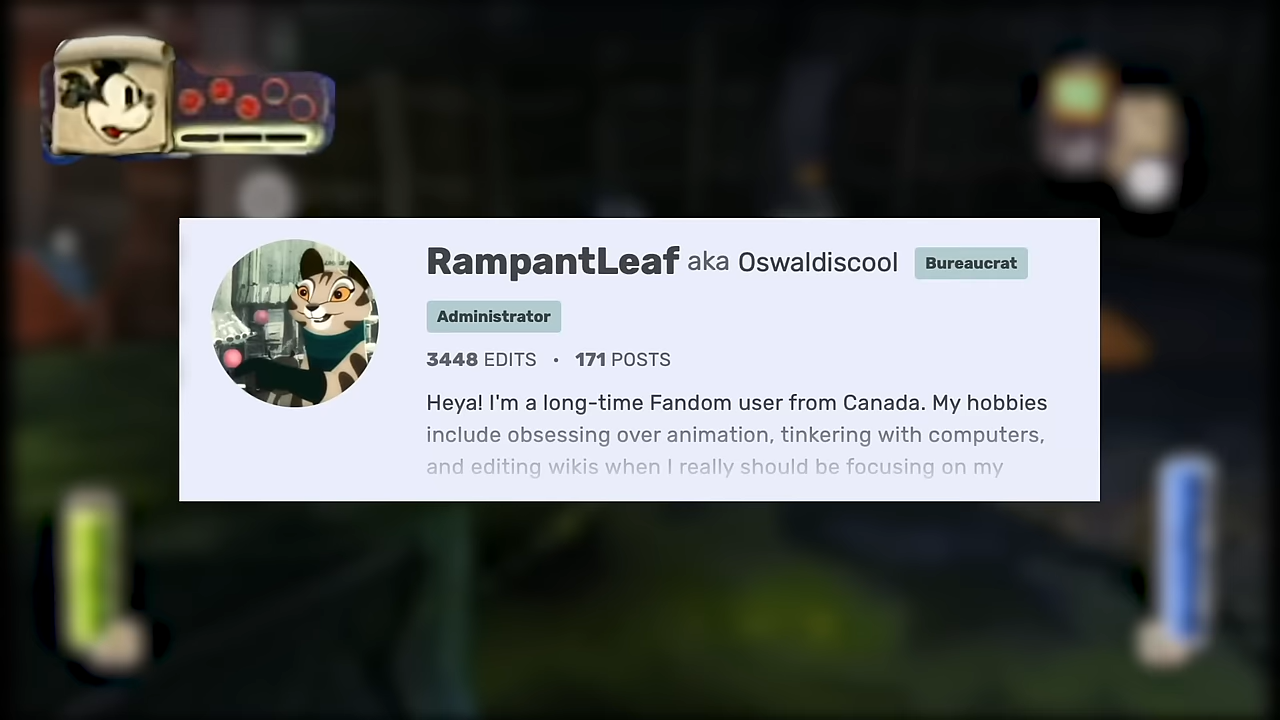 RampantLeaf aka Oswaldiscool Bureaucrat
Administrator
3448 EDITS • 171 POSTS
Heya! I'm a long-time Fandom user from Canada. My hobbies
include obsessing over animation, tinkering with computers,
and editing wikis when I really should be focusing on my